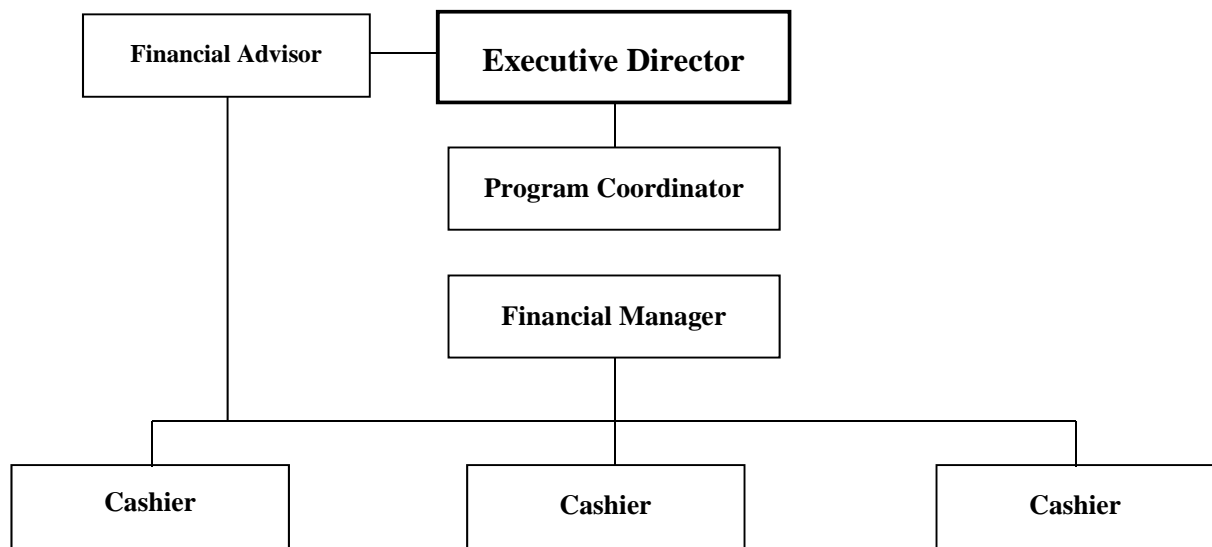 Financial Advisor
Executive Director
Program Coordinator
Financial Manager
Cashier
Cashier
Cashier